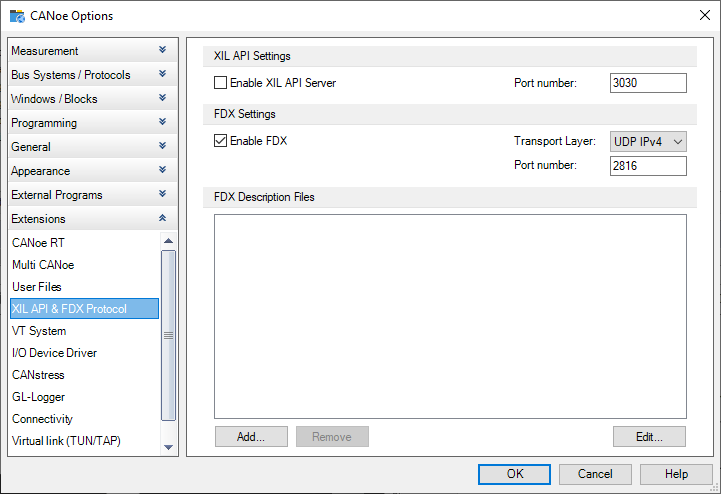 CANoe Options
Measurement
Bus Systems / Protocols
Windows / Blocks
Programming
General
Appearance
External Programs
Extensions
CANoe RT
Multi CANoe
User Files
XIL API & FDX Protocol
VT System
I/O Device Driver
CANstress
GL-Logger
Connectivity
Virtual link (TUN/TAP)
XIL API Settings
Enable XIL API Server Port number: 3030
FDX Settings
Enable FDX Transport Layer: UDP IPv4
Port number: 2816
FDX Description Files
Add... Remove Edit...
OK Cancel Help